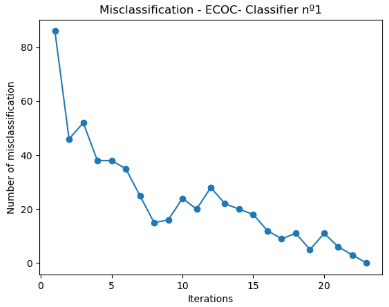 Misclassification - ECOC- Classifier nº1
Number of misclassification
80
60
40
20
0
0 5 10 15 20
Iterations